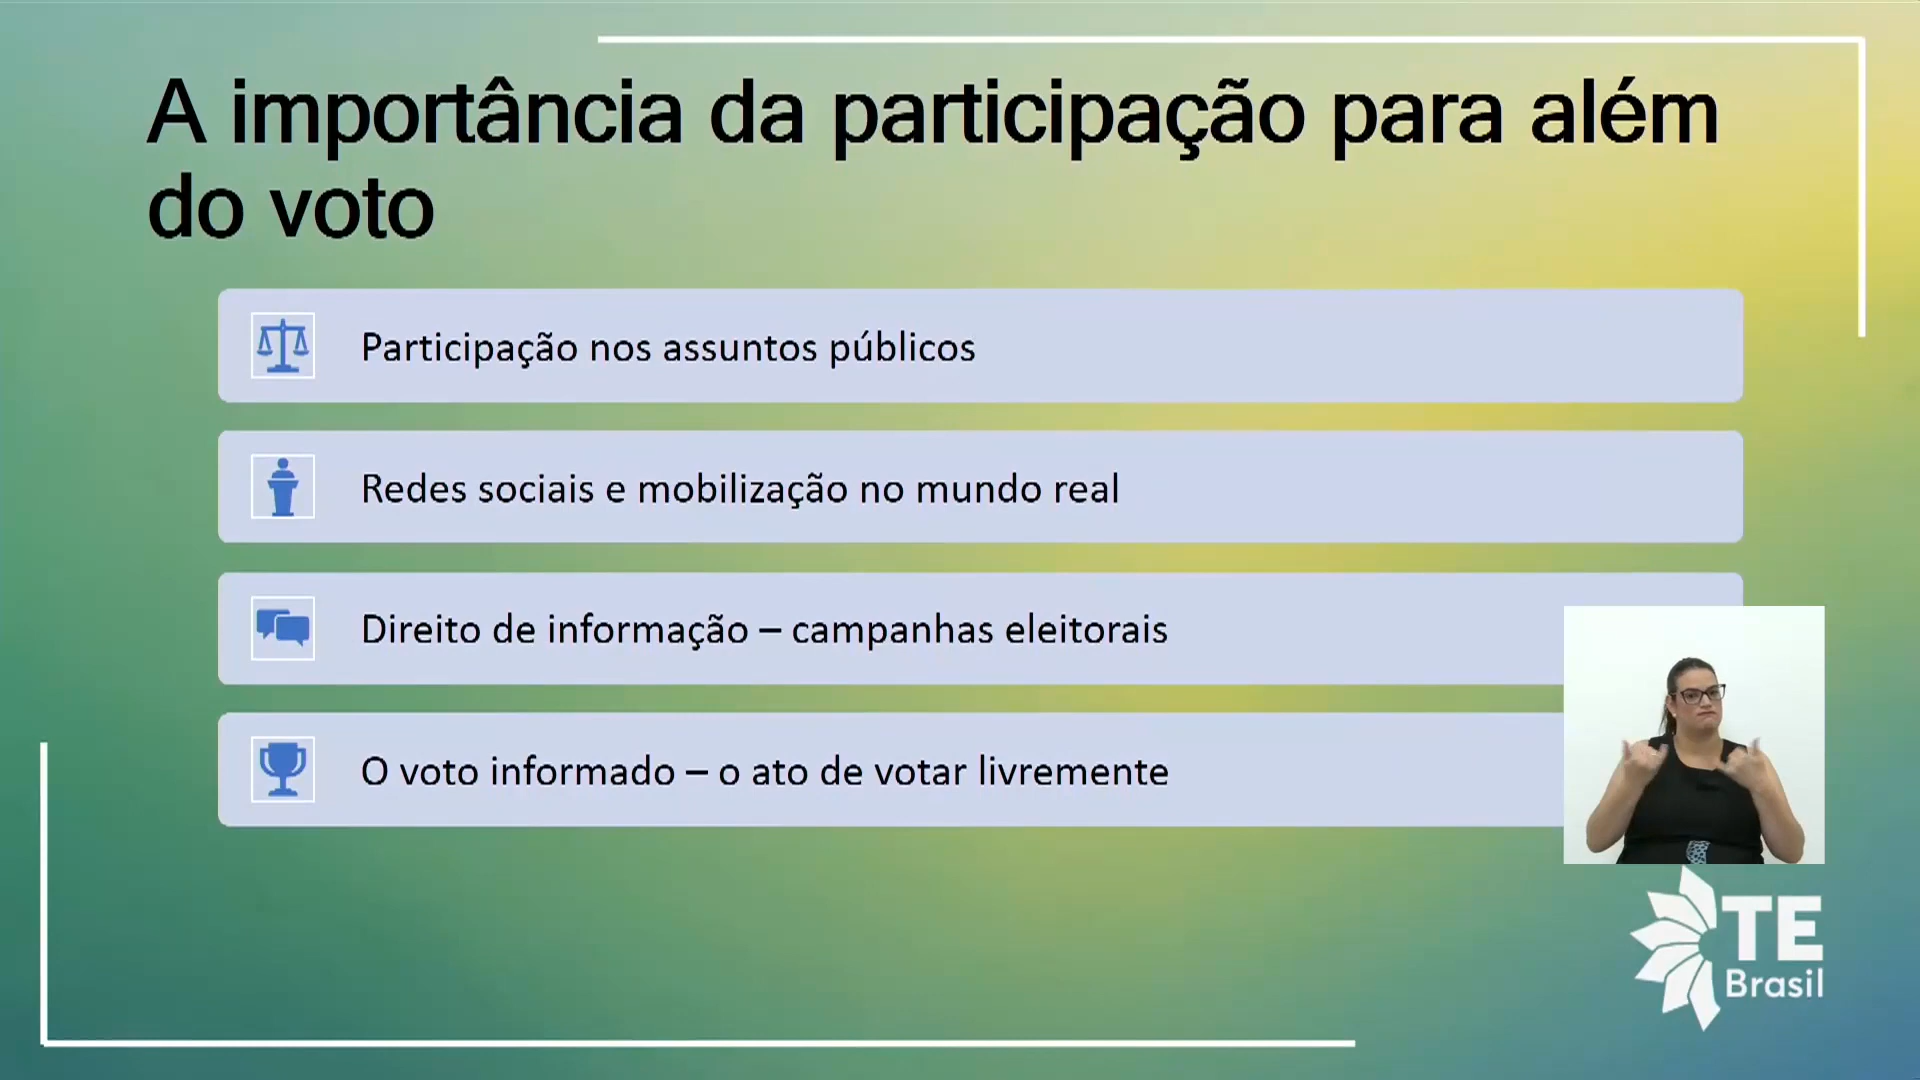 A importância da participação para além
do voto
Participação nos assuntos públicos
Redes sociais e mobilização no mundo real
Direito de informação – campanhas eleitorais
O voto informado – o ato de votar livremente
TE
Brasil